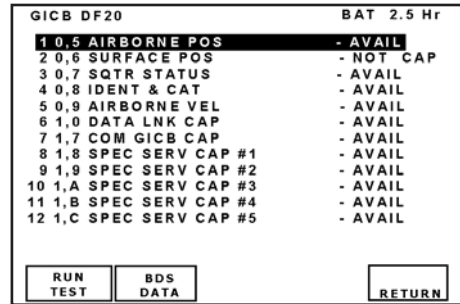 GICB DF20 BAT 2.5 Hr
1 0,5 AIRBORNE POS - AVAIL
2 0,6 SURFACE POS - NOT CAP
3 0,7 SQTR STATUS - AVAIL
4 0,8 IDENT & CAT - AVAIL
5 0,9 AIRBORNE VEL - AVAIL
6 1,0 DATA LNK CAP - AVAIL
7 1,7 COM GICB CAP - AVAIL
8 1,8 SPEC SERV CAP #1 - AVAIL
9 1,9 SPEC SERV CAP #2 - AVAIL
10 1,A SPEC SERV CAP #3 - AVAIL
11 1,B SPEC SERV CAP #4 - AVAIL
12 1,C SPEC SERV CAP #5 - AVAIL
RUN TEST
BDS DATA
RETURN